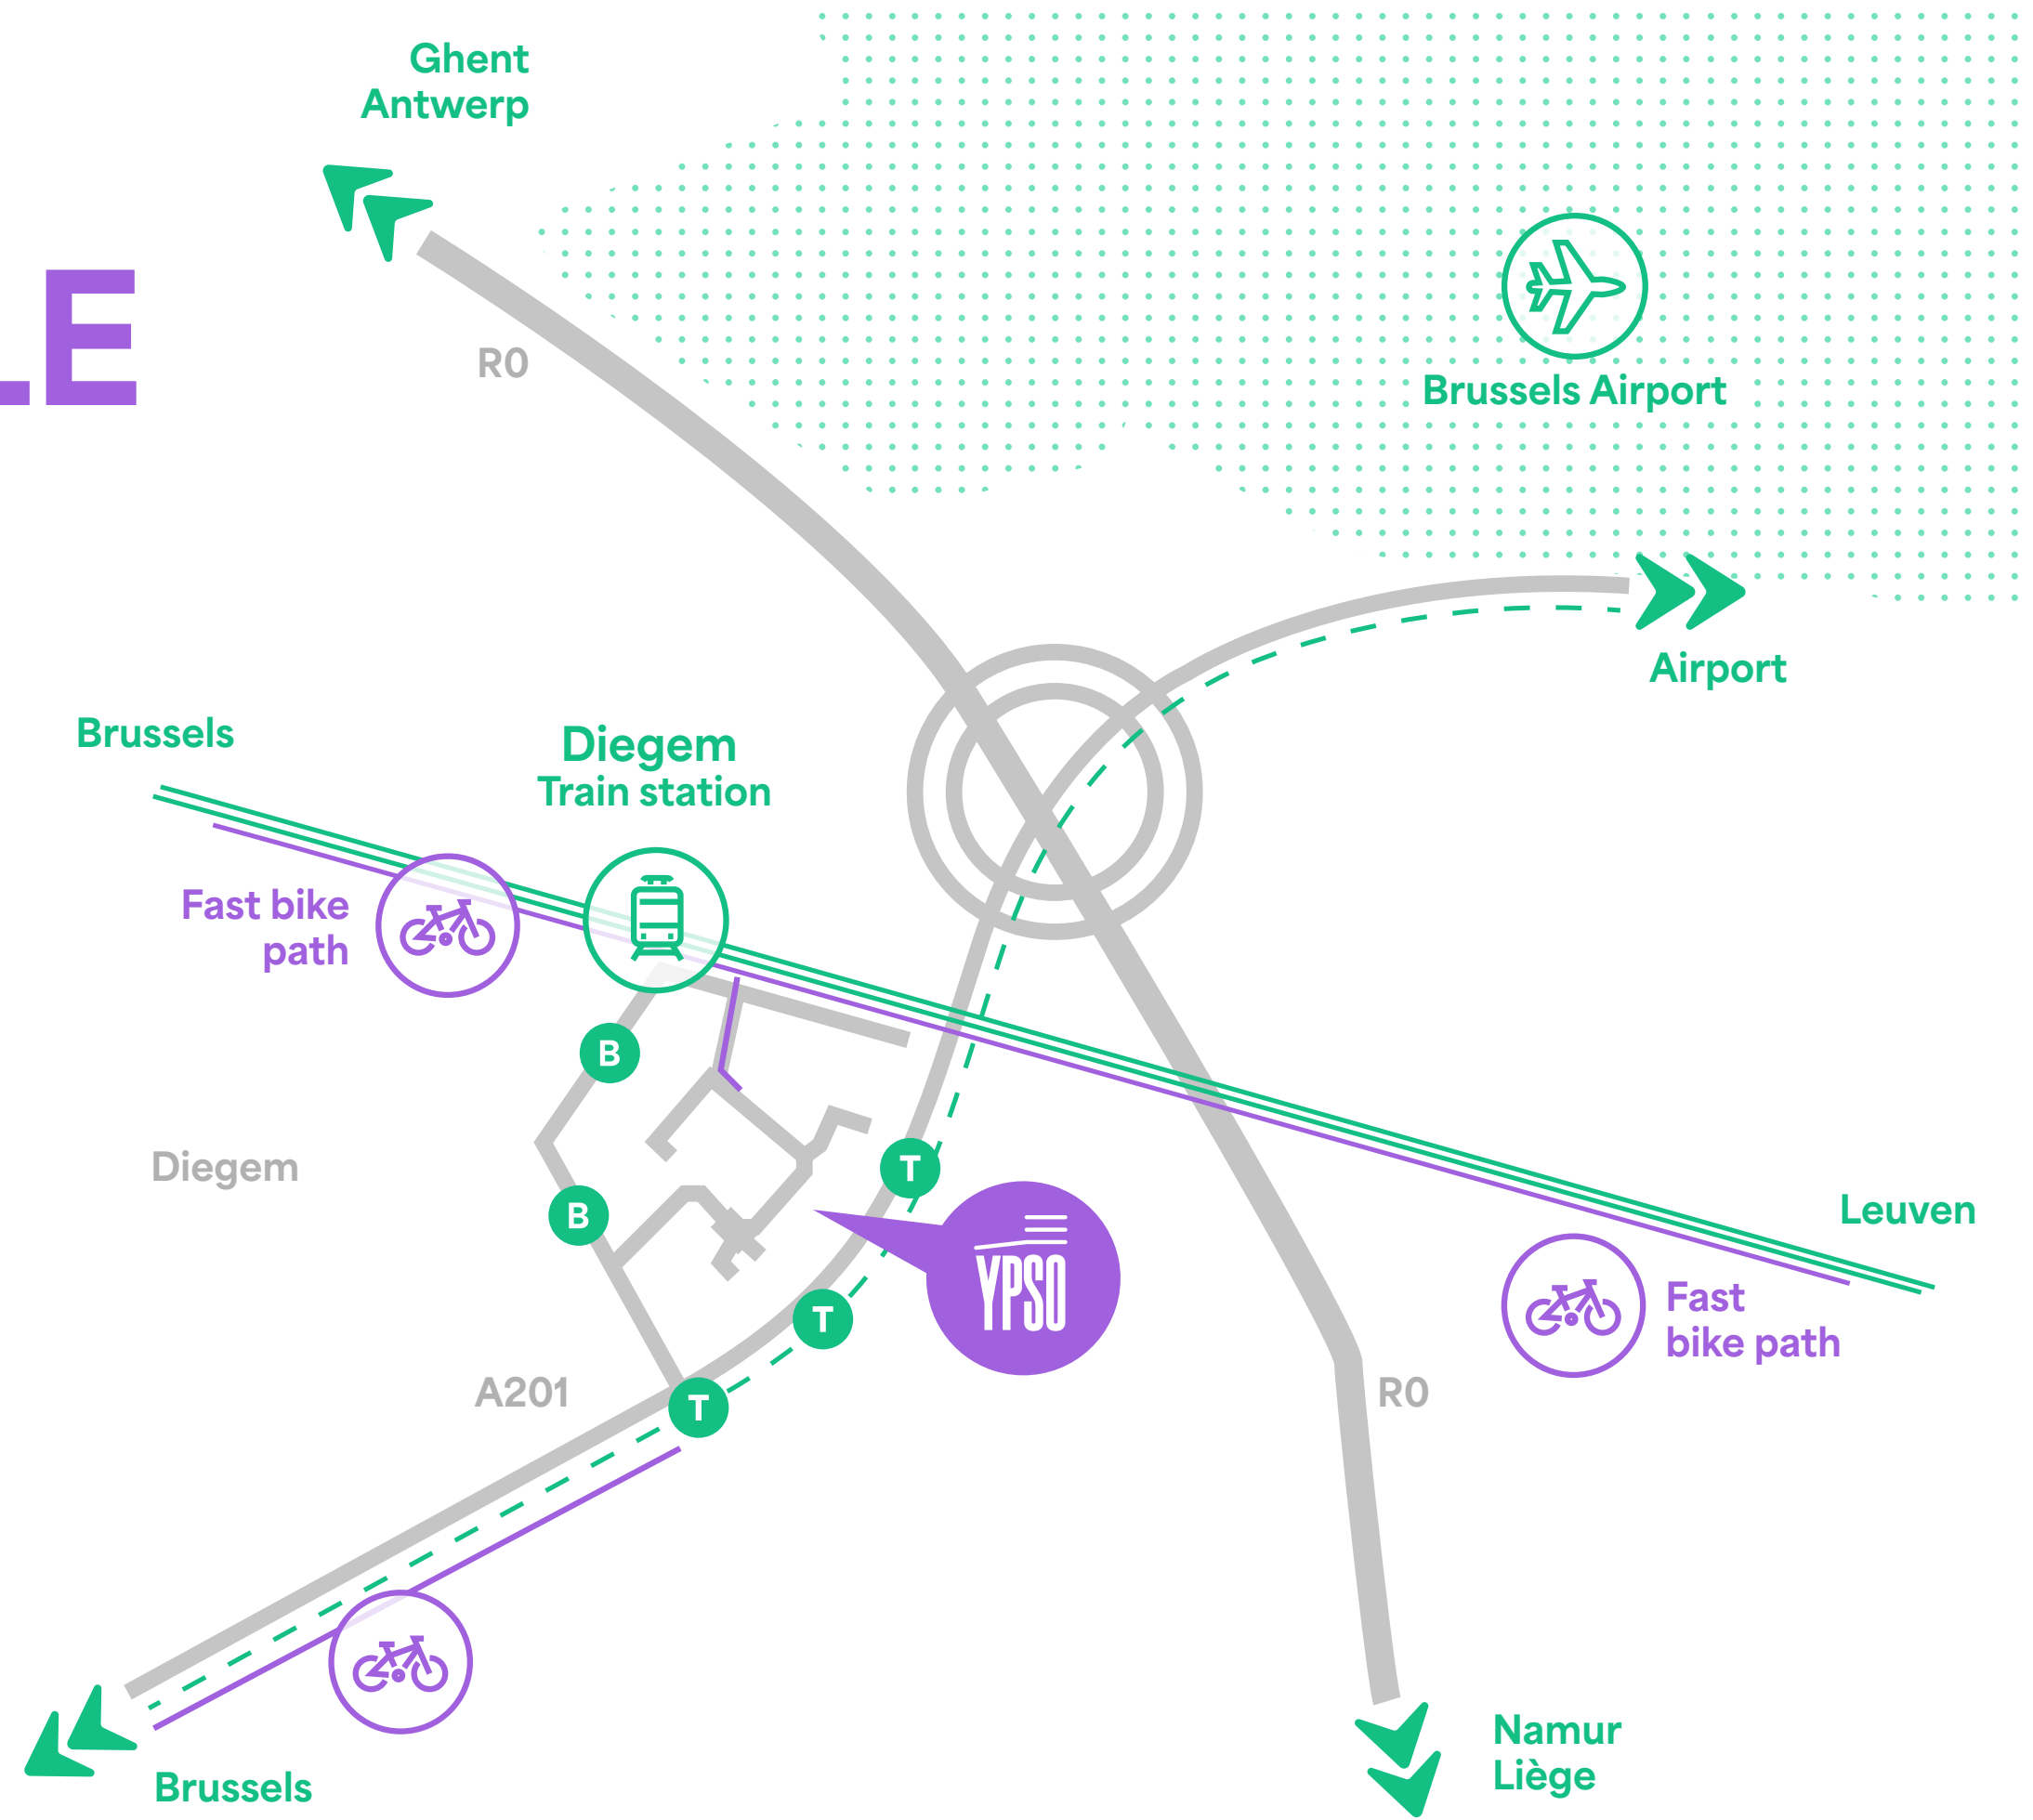 Ghent
Antwerp
LE
R0
Brussels Airport
Airport
Brussels
Diegem
Train station
Fast bike
path
B
Diegem
T
B
Leuven
YPSO
Fast
bike path
T
A201
R0
T
Namur
Liège
Brussels